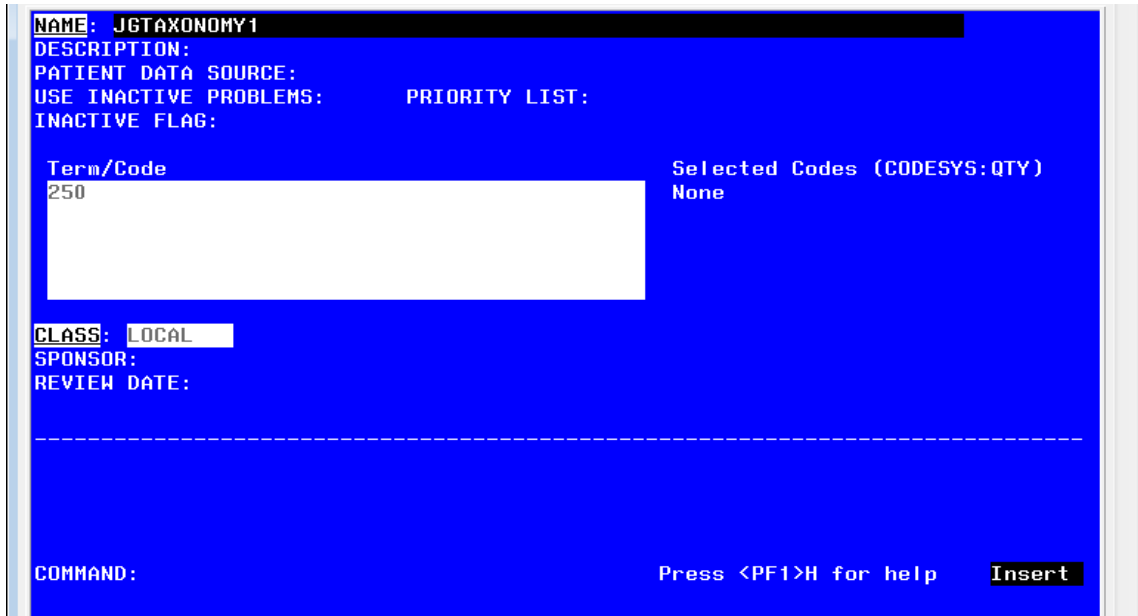 NAME: JGTAXONOMY1
DESCRIPTION:
PATIENT DATA SOURCE:
USE INACTIVE PROBLEMS: PRIORITY LIST:
INACTIVE FLAG:
Term/Code Selected Codes (CODESYS:QTY)
250 None
CLASS: LOCAL
SPONSOR:
REVIEW DATE:
--------------------------------------------------------------------------------
COMMAND: Press <PF1>H for help Insert